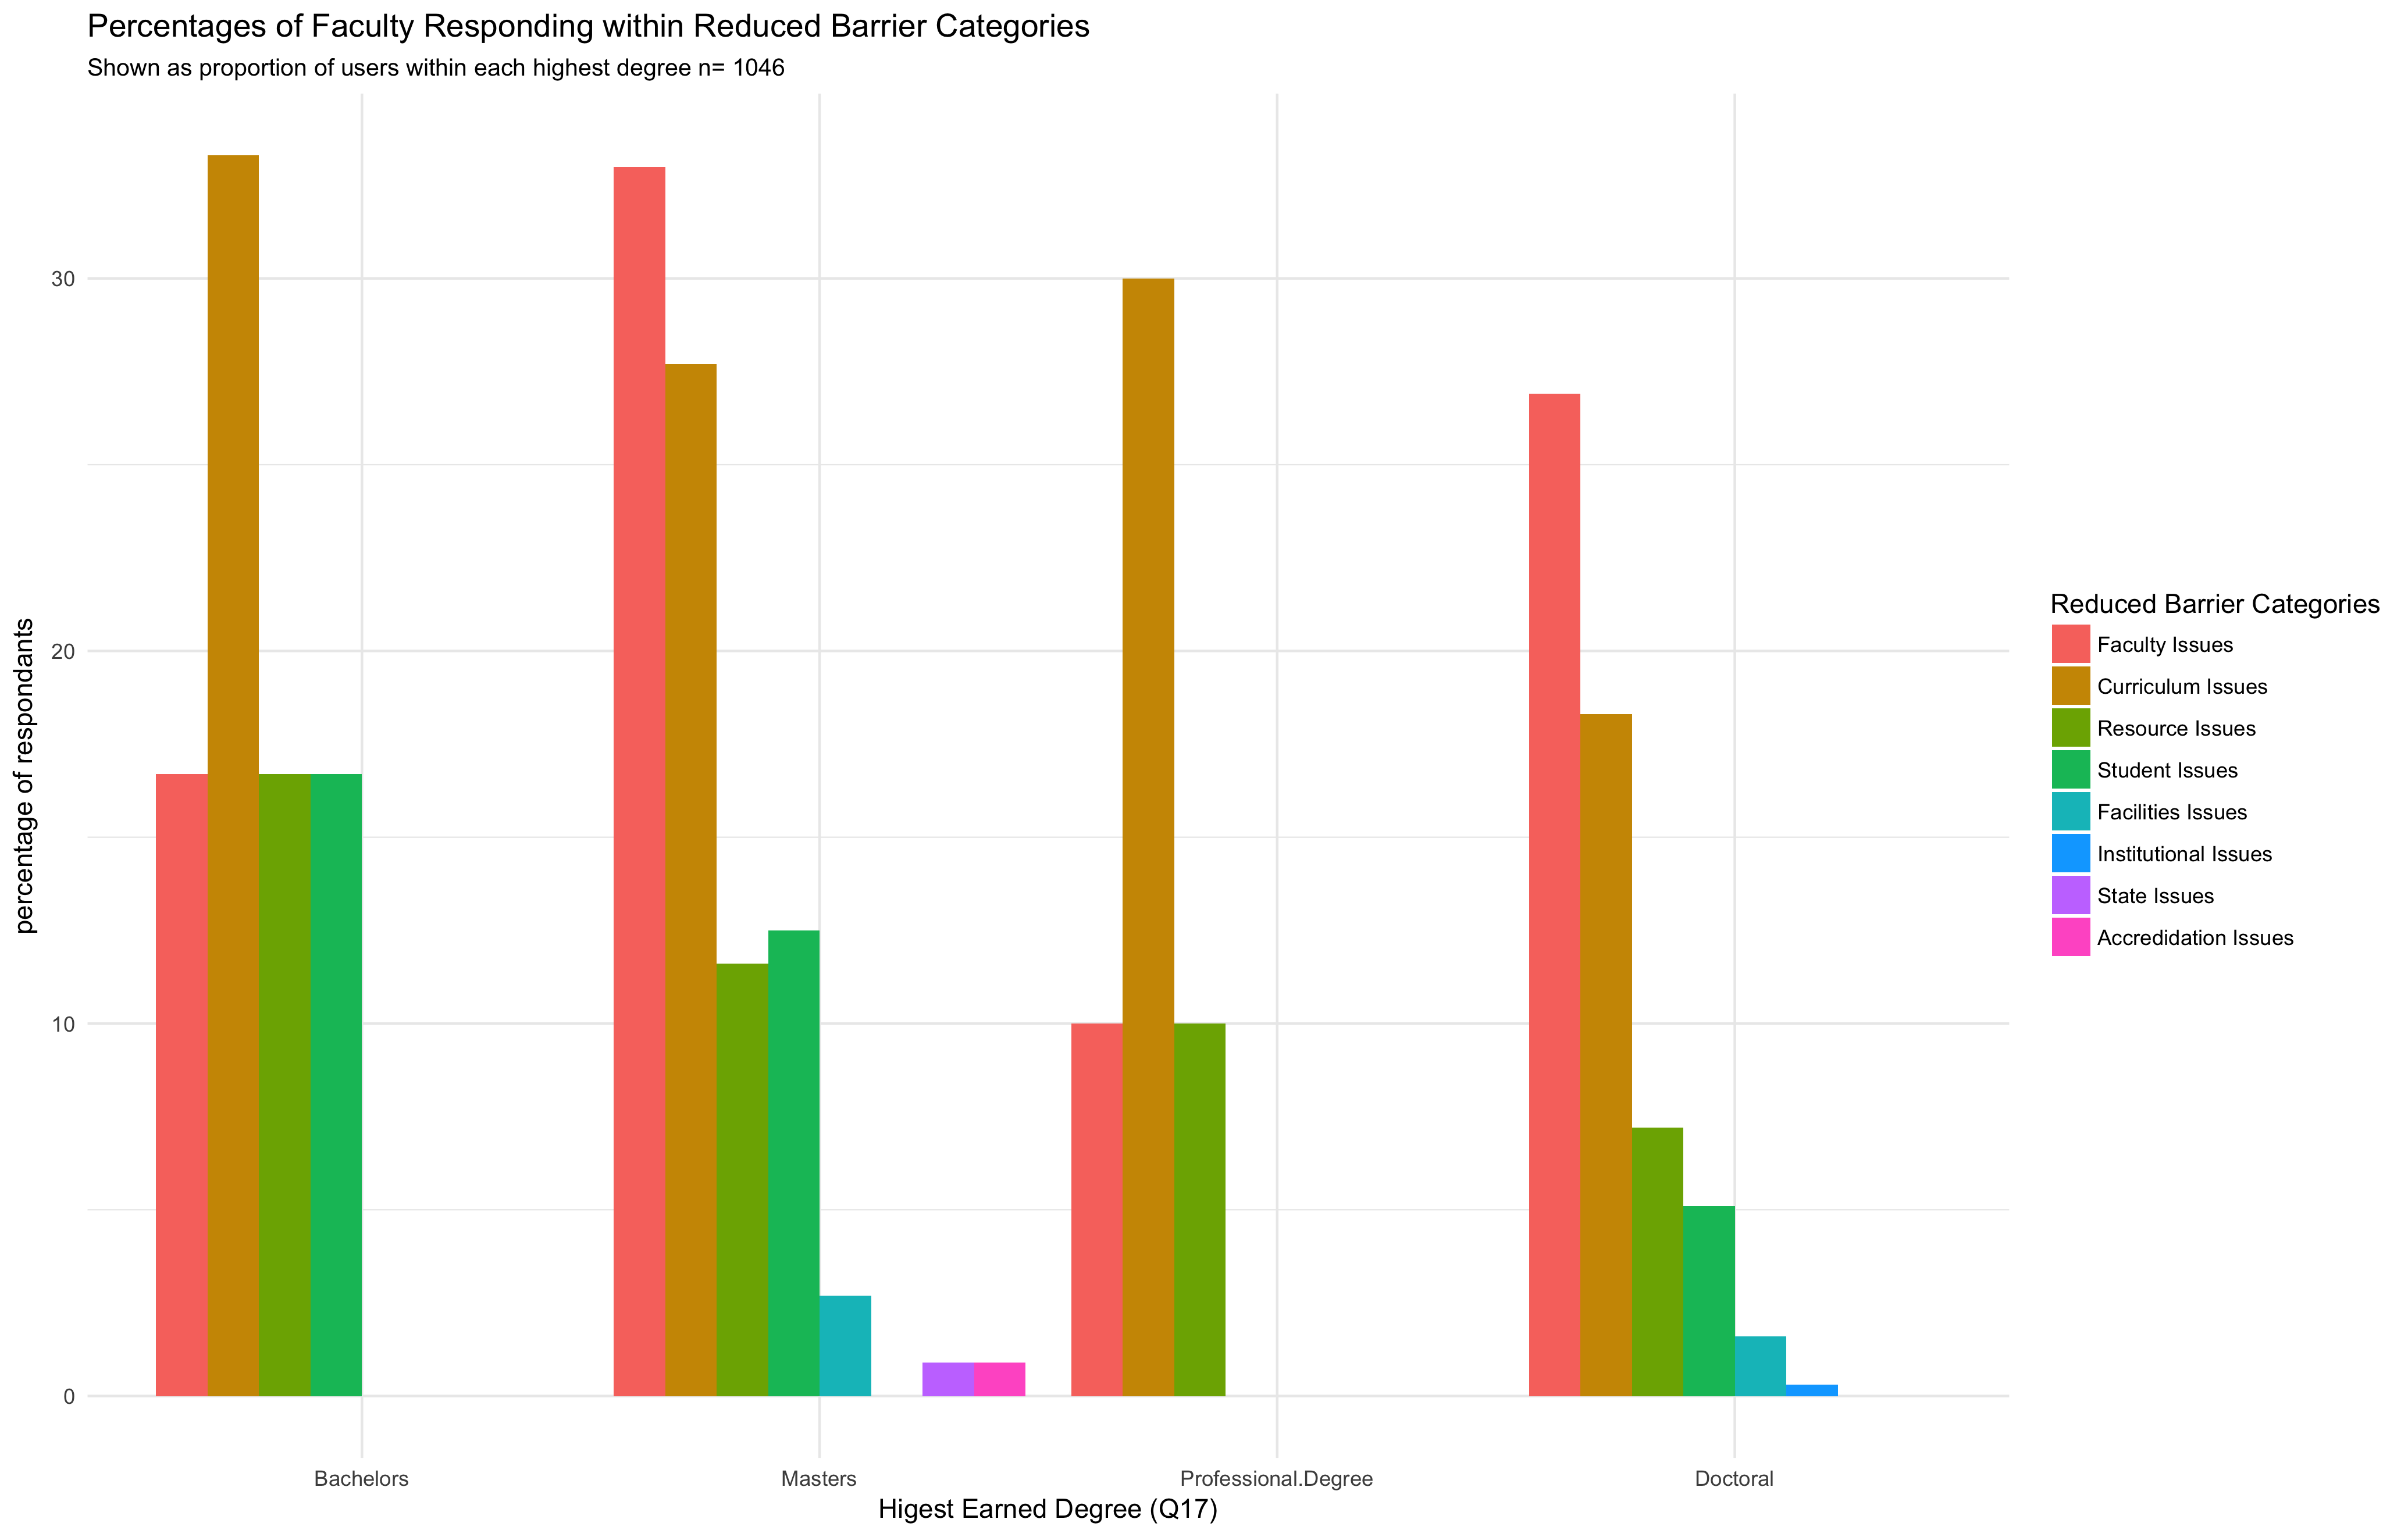 Percentages of Faculty Responding within Reduced Barrier Categories
Shown as proportion of users within each highest degree n= 1046
percentage of respondants
30
20
10
0
Bachelors
Masters
Professional.Degree
Doctoral
Higest Earned Degree (Q17)
Reduced Barrier Categories
Faculty Issues
Curriculum Issues
Resource Issues
Student Issues
Facilities Issues
Institutional Issues
State Issues
Accredidation Issues